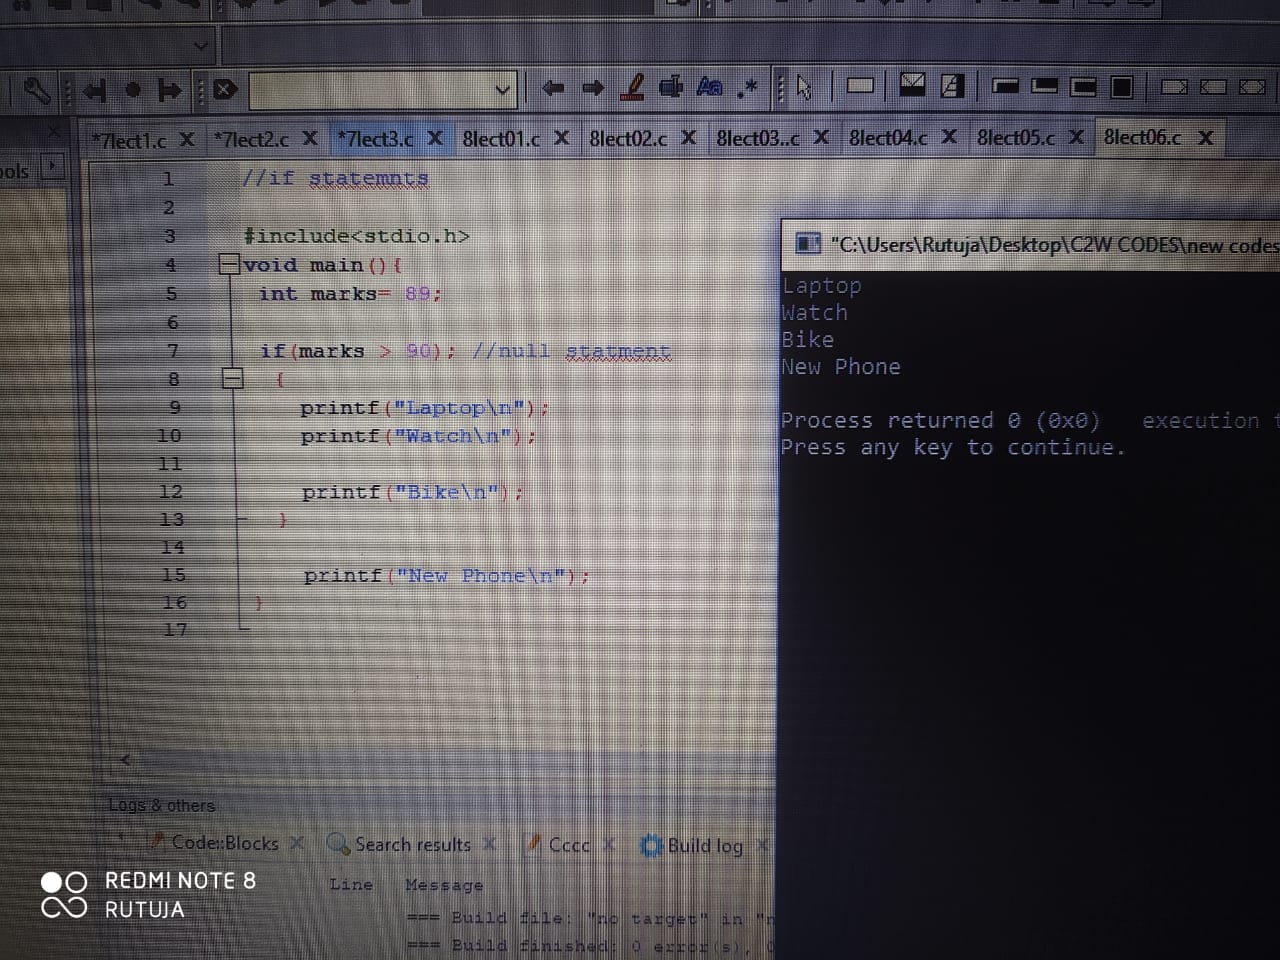 *7lect1.c X *7lect2.c X *7lect3.c X 8lect01.c X 8lect02.c X 8lect03..c X 8lect04.c X 8lect05.c X 8lect06.c X
ools
1 //if statemnts
2
3 #include<stdio.h>
4 void main(){
5 int marks= 89;
6
7 if(marks > 90); //null statment
8 {
9 printf("Laptop\n");
10 printf("Watch\n");
11
12 printf("Bike\n");
13 }
14
15 printf("New Phone\n");
16 }
17
"C:\Users\Rutuja\Desktop\C2W CODES\new codes
Laptop
Watch
Bike
New Phone
Process returned 0 (0x0) execution t
Press any key to continue.
Logs & others
Code::Blocks X Search results X Cccc X Build log X
Line Message
=== Build file: "no target" in "n
=== Build finished: 0 error(s), 0
REDMI NOTE 8
RUTUJA